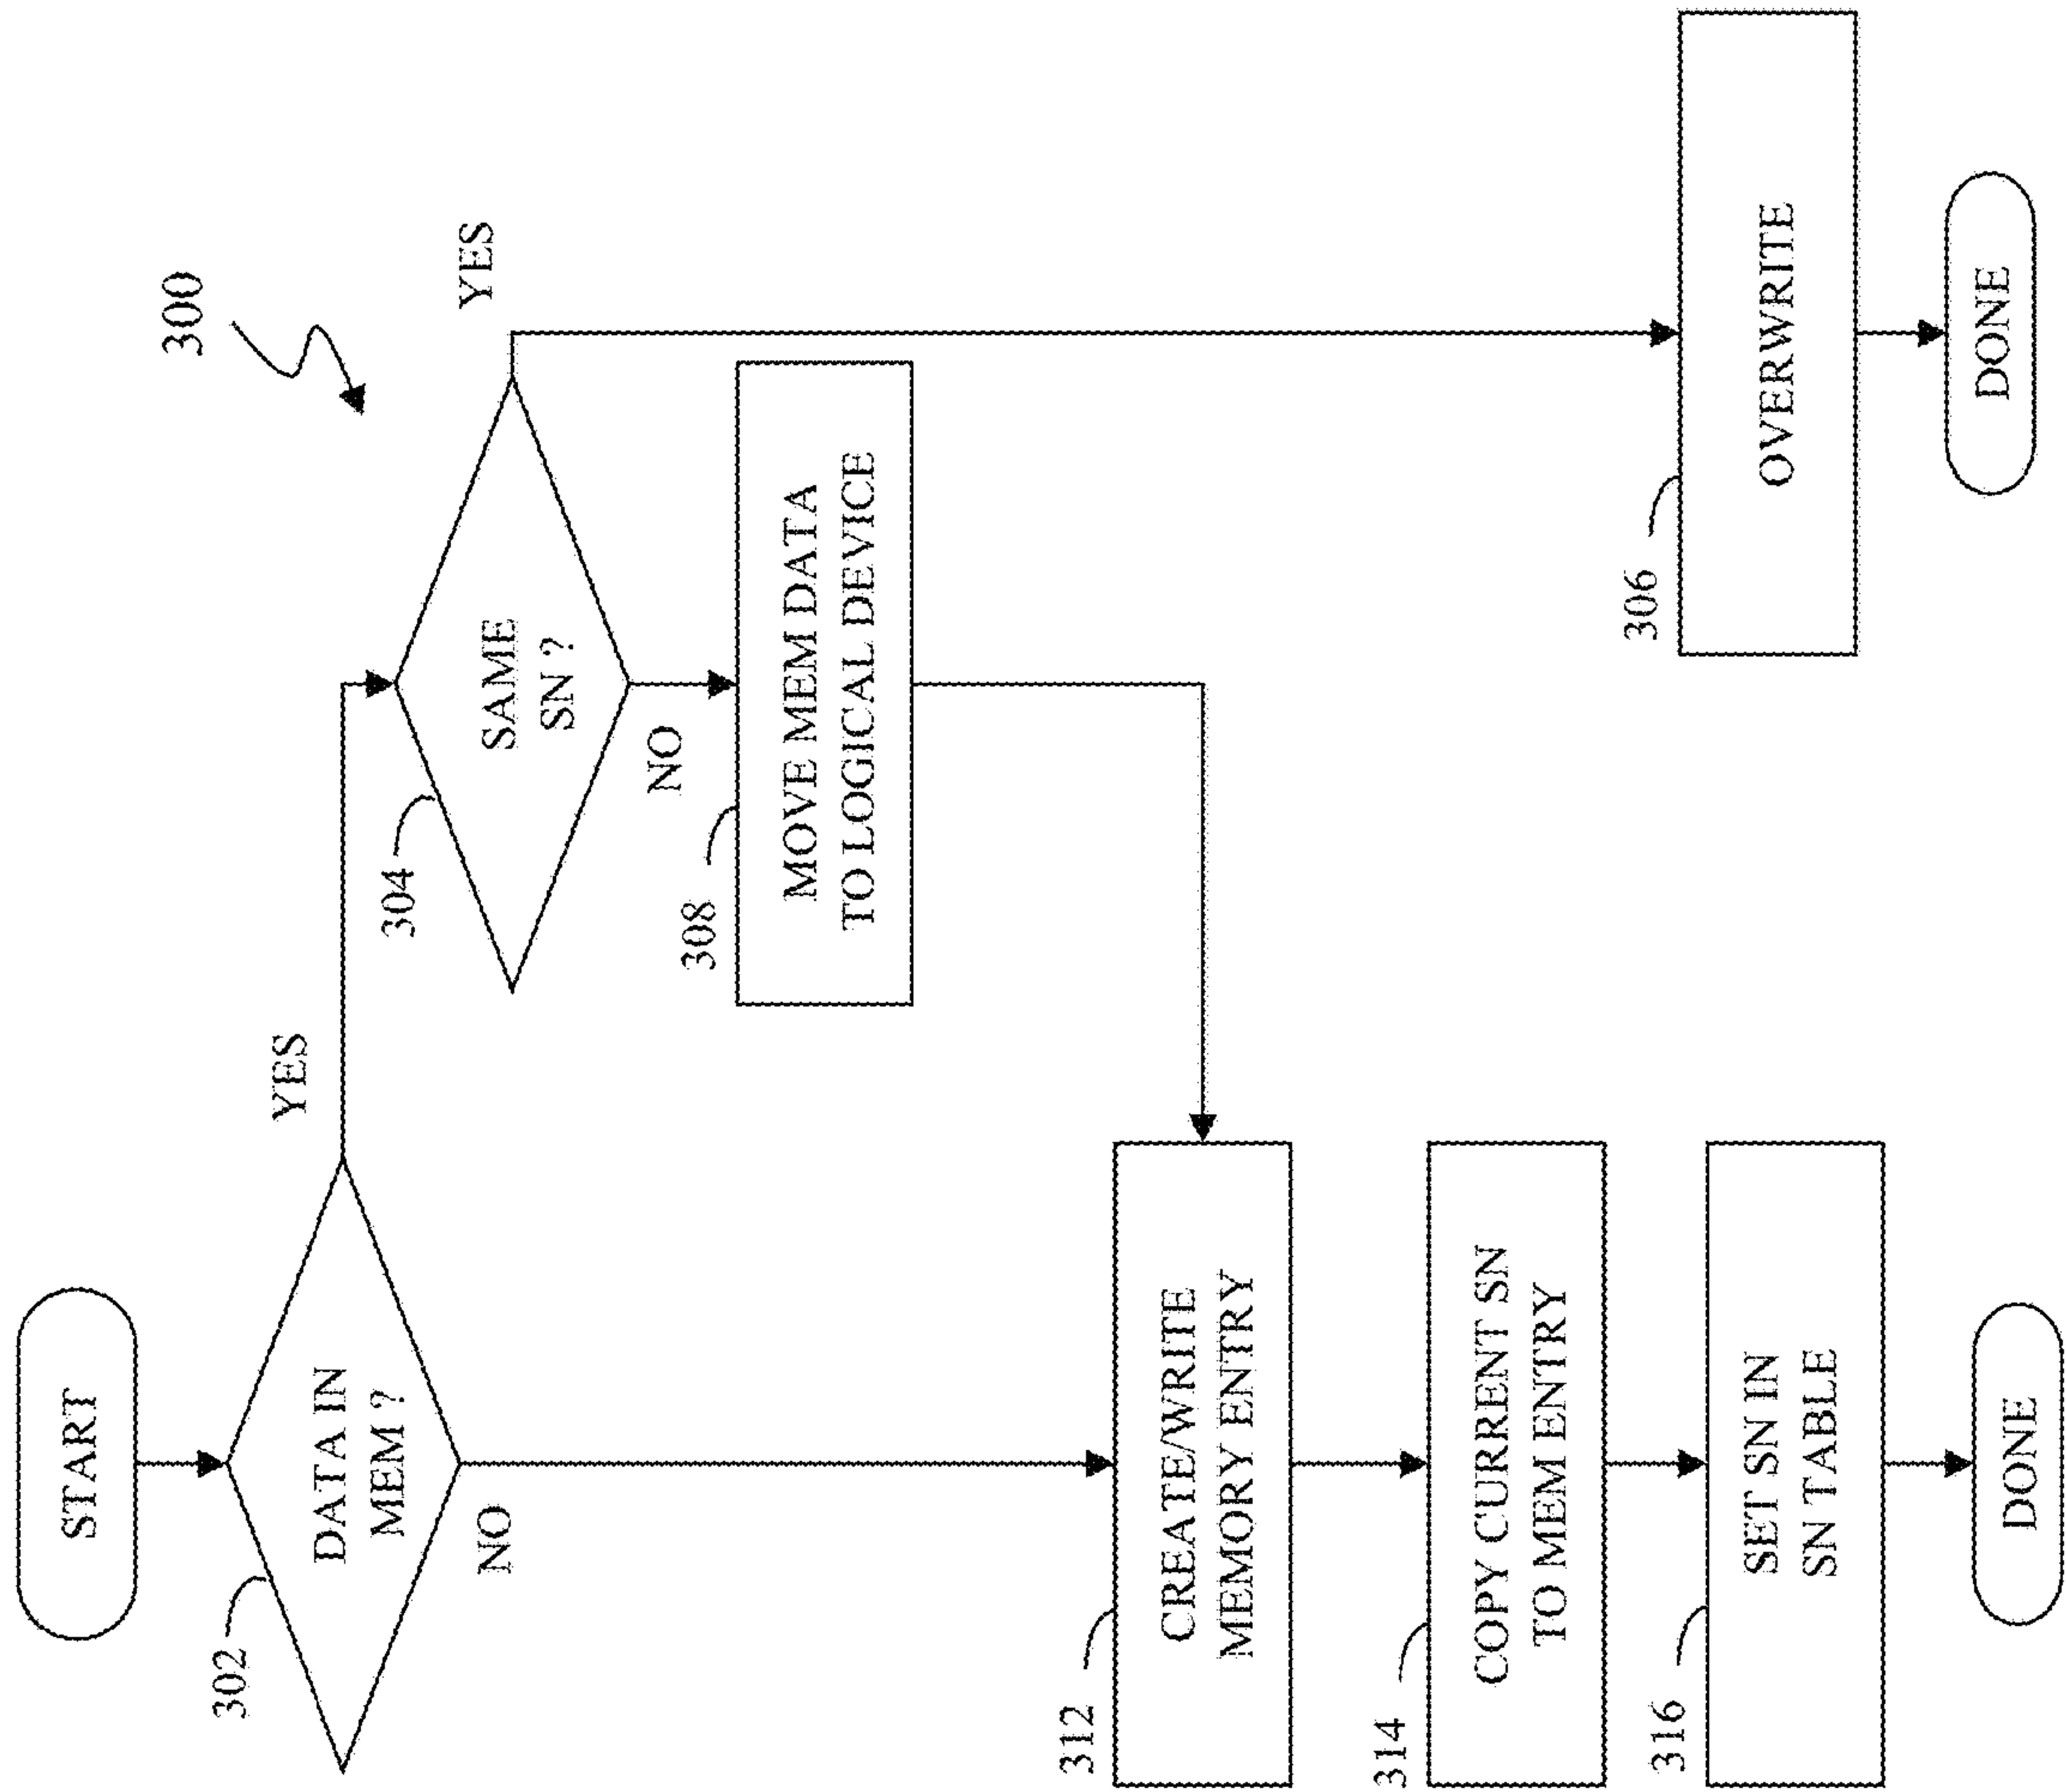 300
START
302
DATA IN
MEM ?
YES
NO
304
SAME
SN ?
YES
NO
308
MOVE MEM DATA
TO LOGICAL DEVICE
312
CREATE/WRITE
MEMORY ENTRY
314
COPY CURRENT SN
TO MEM ENTRY
316
SET SN IN
SN TABLE
DONE
306
OVERWRITE
DONE